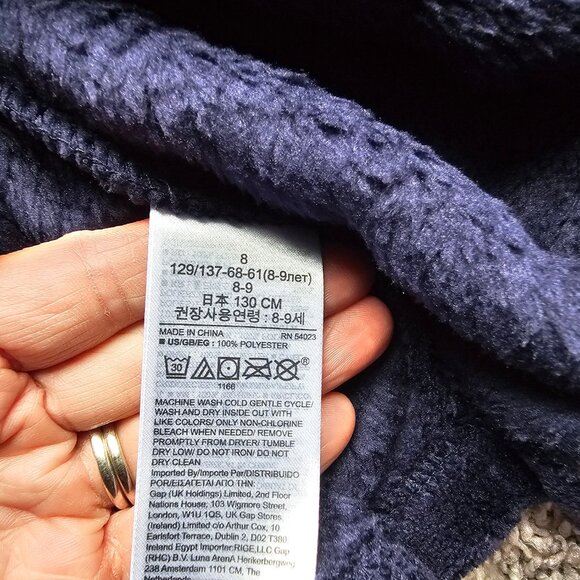 8
129/137-68-61(8-9лет)
8-9
日本 130 CM
권장사용연령 : 8-9세
MADE IN CHINA RN 54023
■ US/GB/EG : 100% POLYESTER
30
1166
MACHINE WASH COLD GENTLE CYCLE/
WASH AND DRY INSIDE OUT WITH
LIKE COLORS/ ONLY NON-CHLORINE
BLEACH WHEN NEEDED/ REMOVE
PROMPTLY FROM DRYER/ TUMBLE
DRY LOW/ DO NOT IRON/ DO NOT
DRY CLEAN
Imported By/Importe Par/DISTRIBUIDO
POR/ΕΙΣΑΓΕΤΑΙ ΑΠΟ ΤΗΝ:
Gap (UK Holdings) Limited, 2nd Floor
Nations House, 103 Wigmore Street,
London, W1U 1QS, UK Gap Stores
(Ireland) Limited c/o Arthur Cox, 10
Earlsfort Terrace, Dublin 2, D02 T380
Ireland Egypt Importer:RIGE,LLC Gap
(RHC) B.V. Luna ArenA Herikerbergweg
238 Amsterdam 1101 CM, The
Netherlands